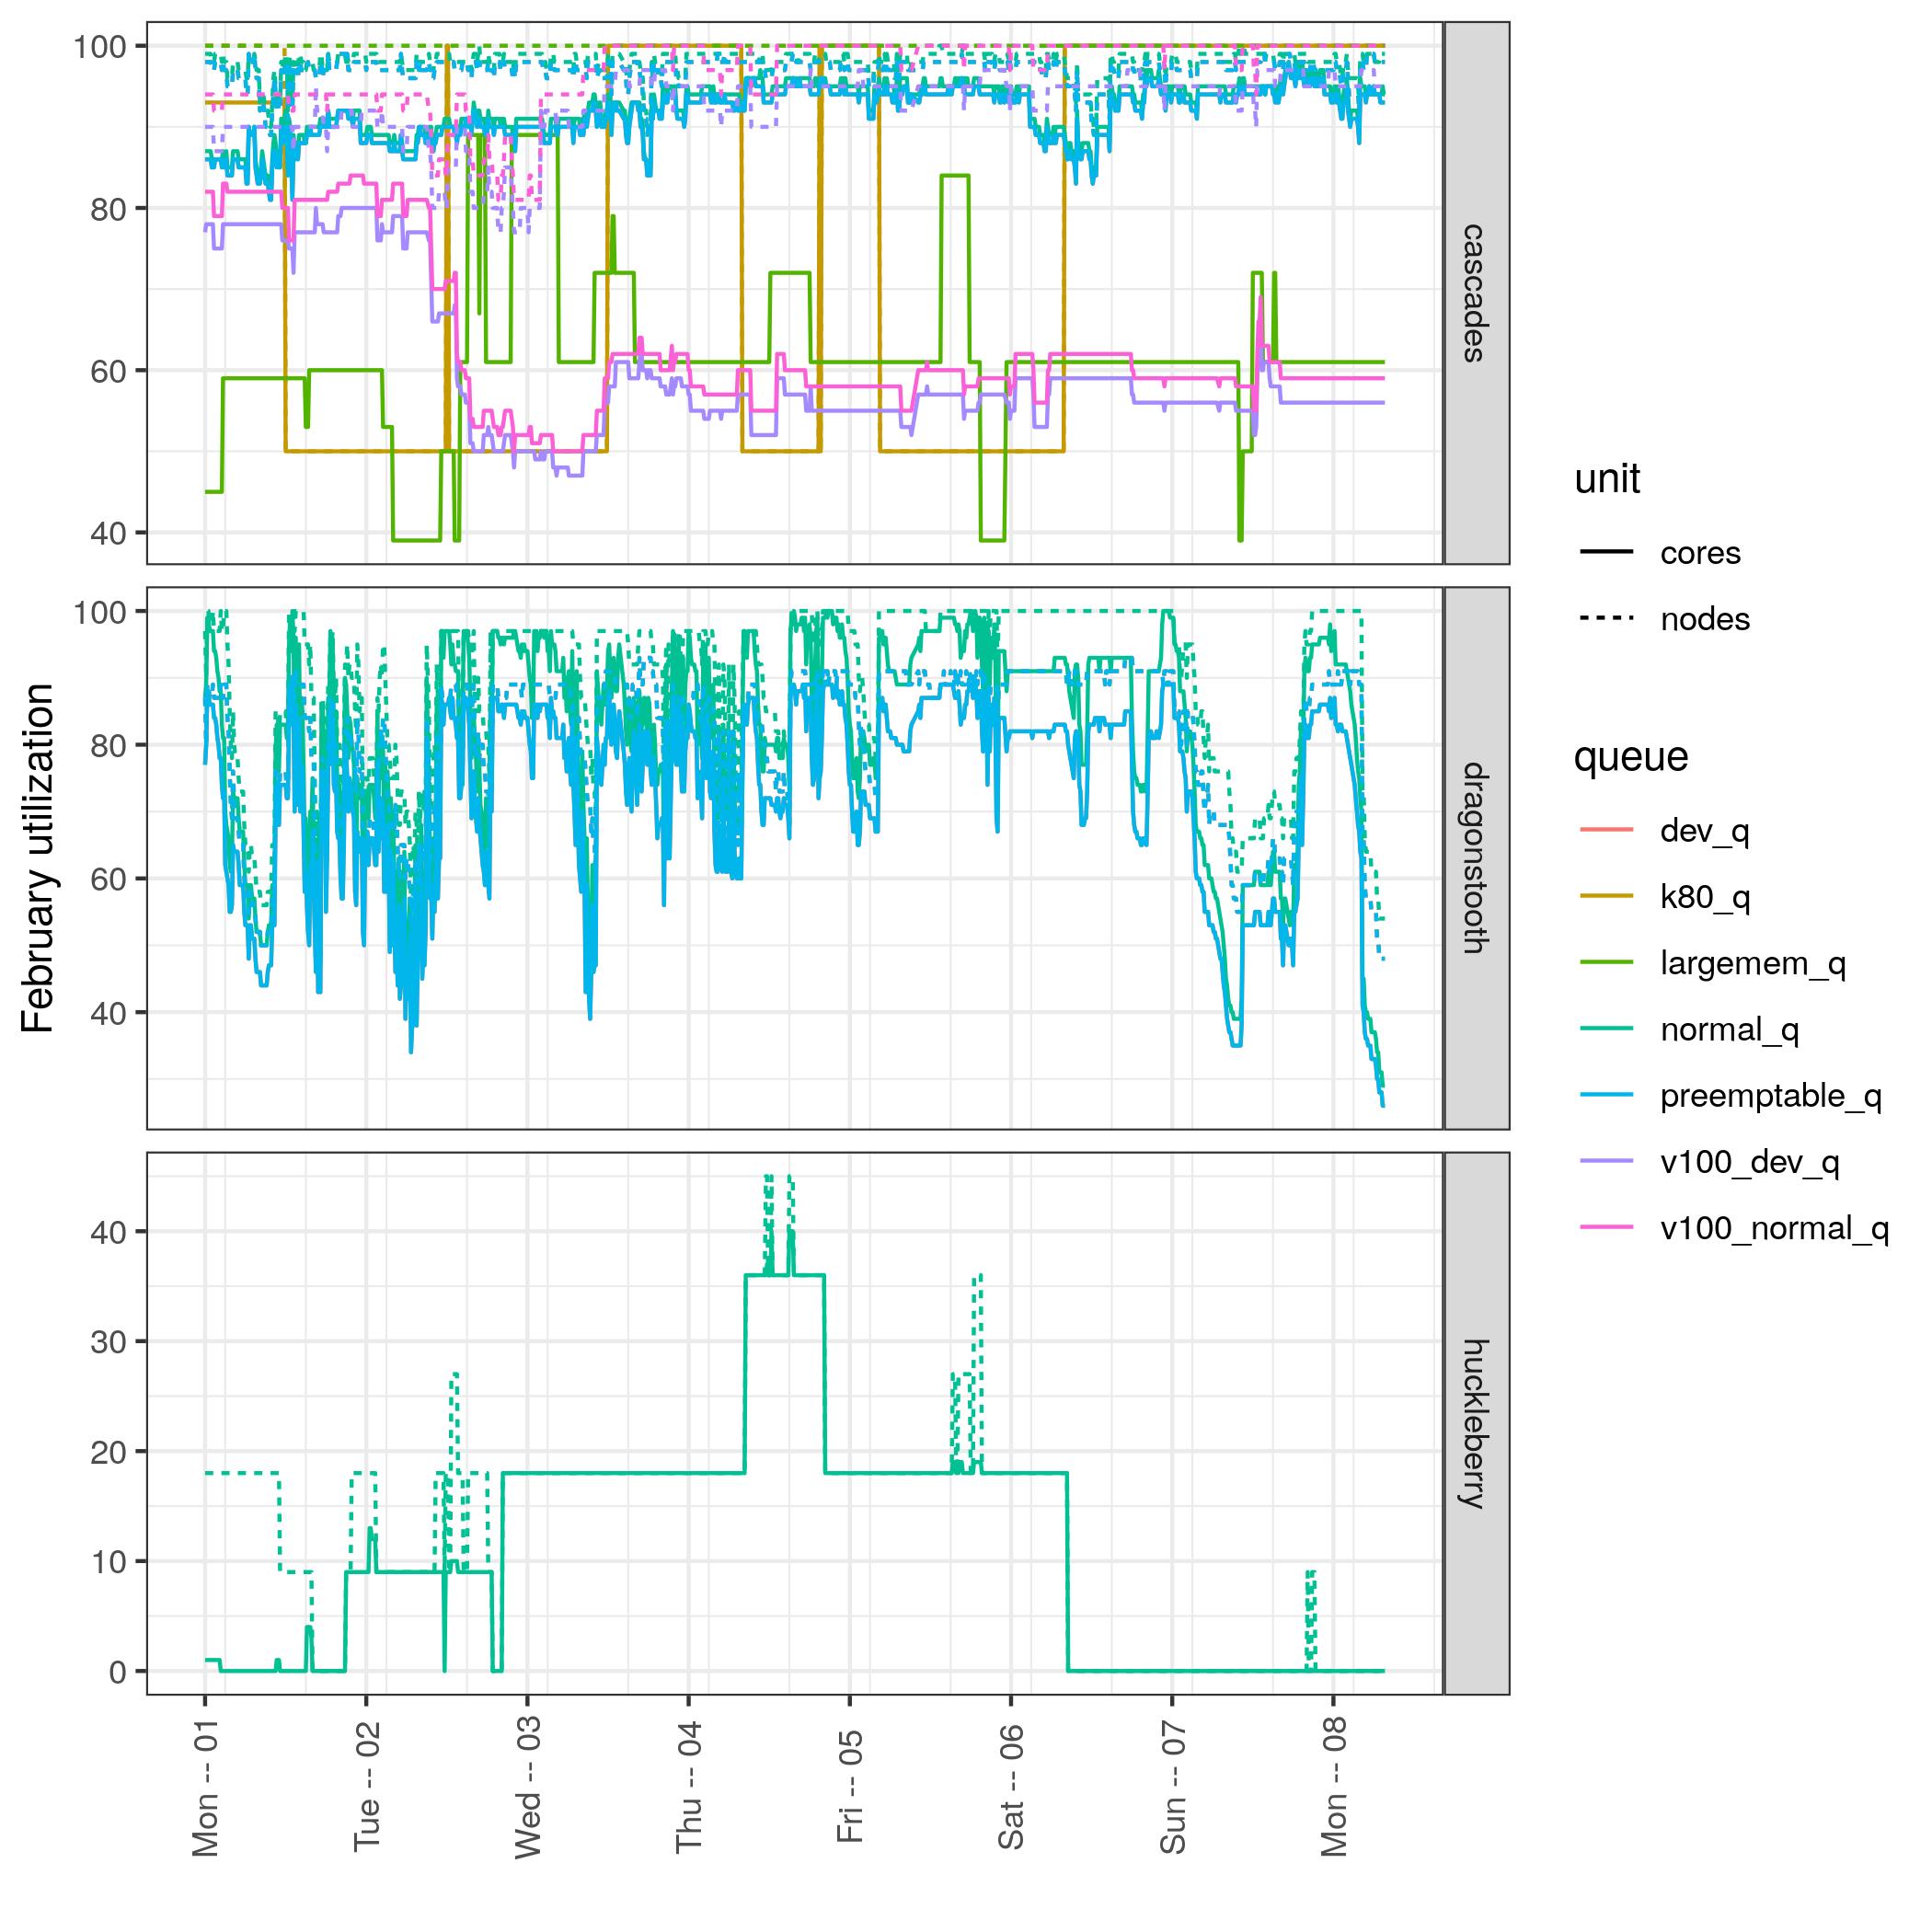 February utilization
100
80
60
40
cascades
100
80
60
40
dragonstooth
40
30
20
10
0
huckleberry
Mon -- 01
Tue -- 02
Wed -- 03
Thu -- 04
Fri -- 05
Sat -- 06
Sun -- 07
Mon -- 08
unit
cores
nodes
queue
dev_q
k80_q
largemem_q
normal_q
preemptable_q
v100_dev_q
v100_normal_q